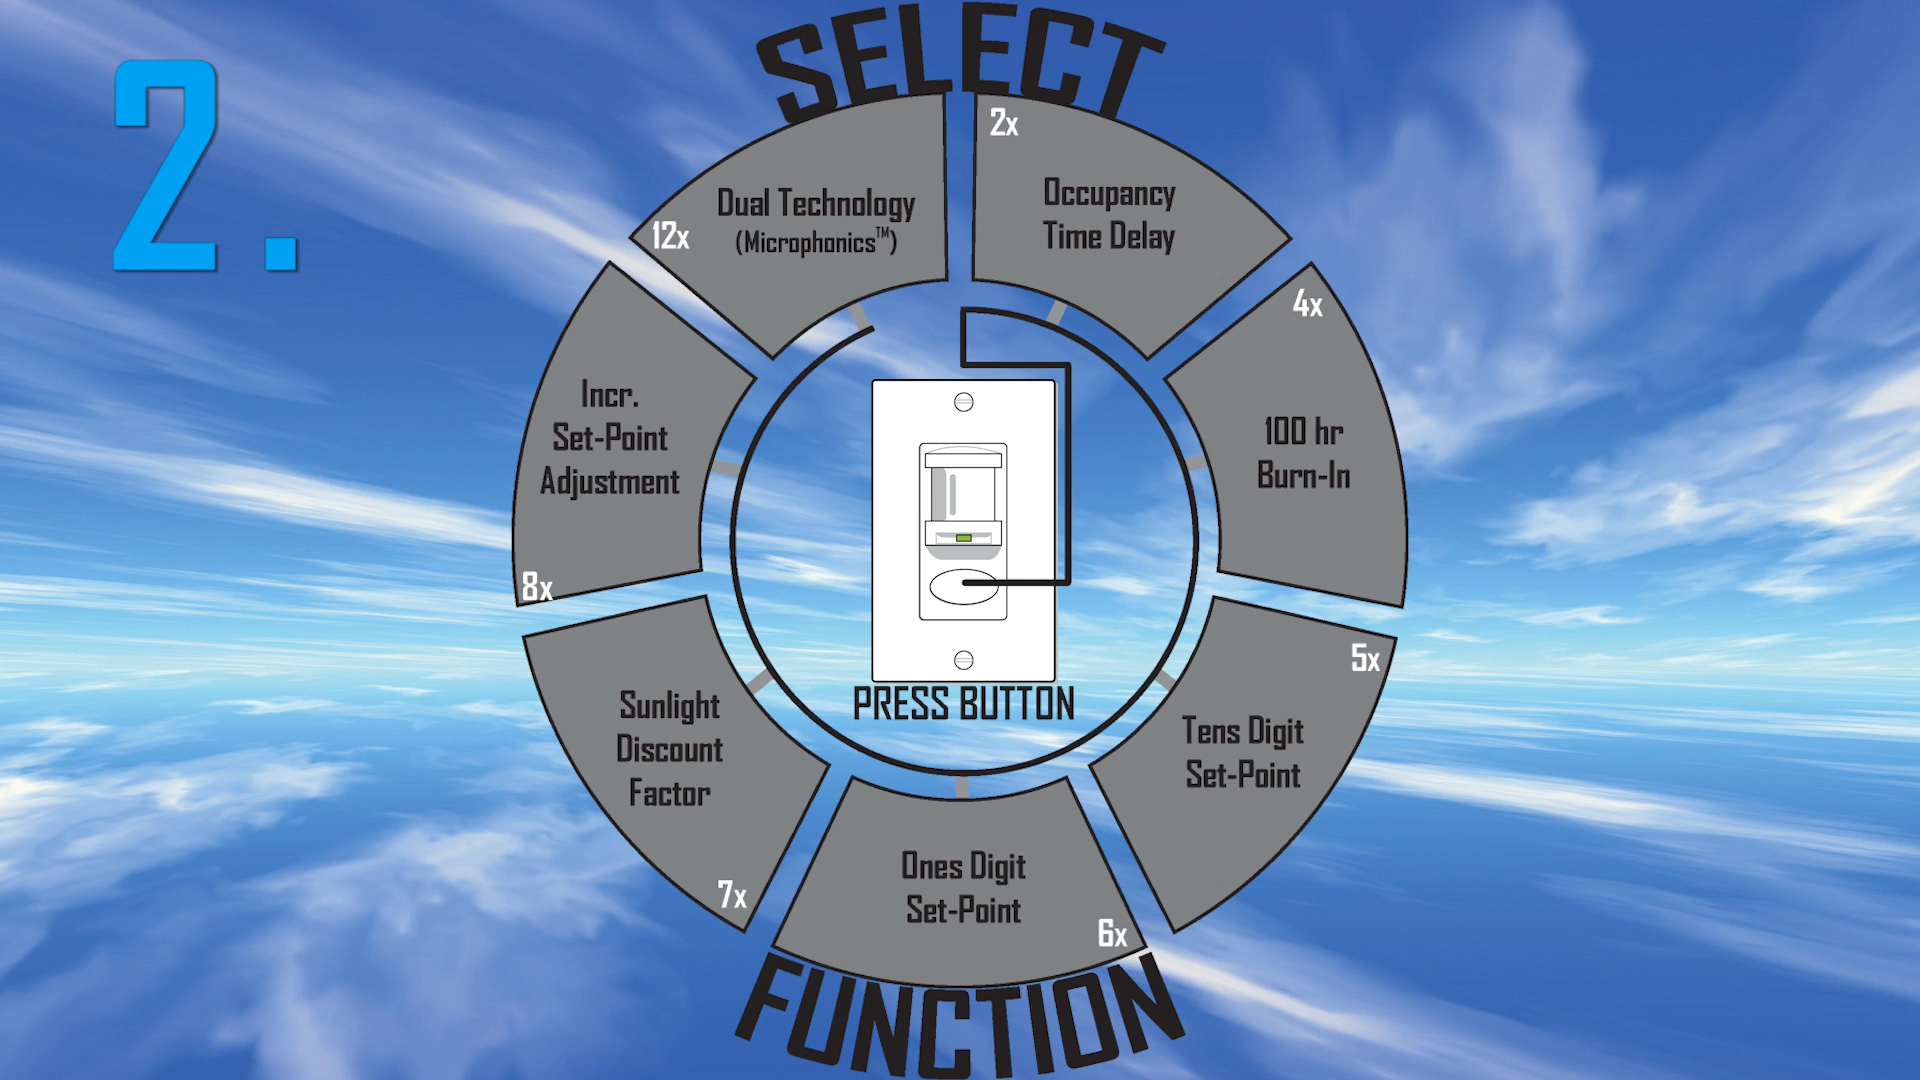 2.
SELECT
2x
Occupancy
Time Delay
4x
100 hr
Burn-In
5x
Tens Digit
Set-Point
Ones Digit
Set-Point
6x
Sunlight
Discount
Factor
7x
Incr.
Set-Point
Adjustment
8x
Dual Technology
(Microphonics™)
12x
PRESS BUTTON
FUNCTION